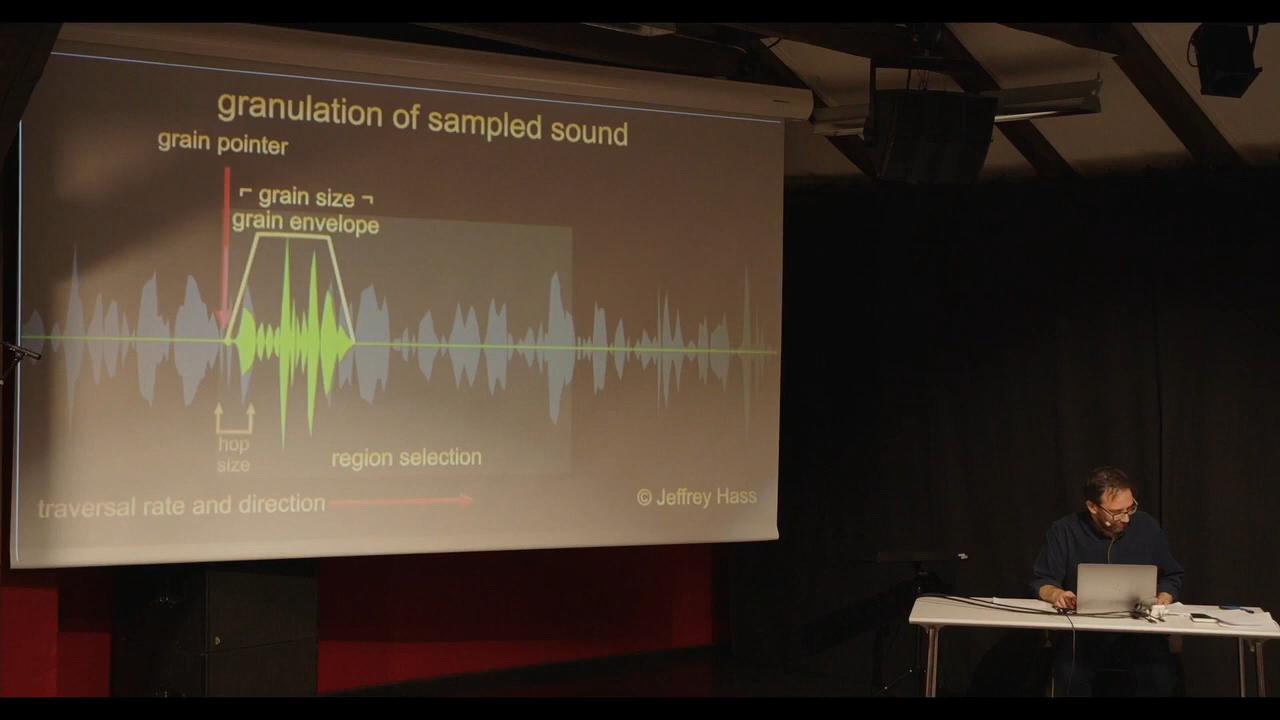 granulation of sampled sound
grain pointer
⌐ grain size ¬
grain envelope
hop
size
region selection
traversal rate and direction
© Jeffrey Hass